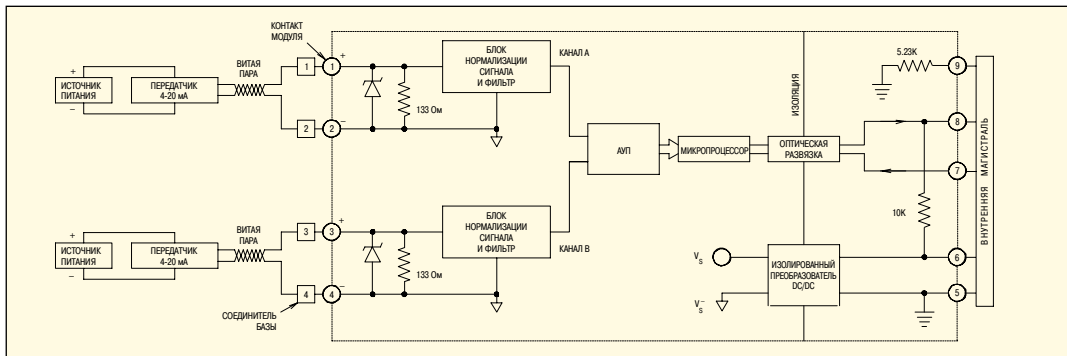 КОНТАКТ
МОДУЛЯ
ВИТАЯ
ПАРА
+
ИСТОЧНИК
ПИТАНИЯ
–
ПЕРЕДАТЧИК
4-20 мА
1
1
+
2
2
–
133 Ом
БЛОК
НОРМАЛИЗАЦИИ
СИГНАЛА
И ФИЛЬТР
КАНАЛ А
АУП
МИКРОПРОЦЕССОР
ИЗОЛЯЦИЯ
ОПТИЧЕСКАЯ
РАЗВЯЗКА
5.23K
9
8
7
10K
ВНУТРЕННЯЯ МАГИСТРАЛЬ
ВИТАЯ
ПАРА
+
ИСТОЧНИК
ПИТАНИЯ
–
ПЕРЕДАТЧИК
4-20 мА
3
3
+
4
4
–
133 Ом
БЛОК
НОРМАЛИЗАЦИИ
СИГНАЛА
И ФИЛЬТР
КАНАЛ В
СОЕДИНИТЕЛЬ
БАЗЫ
Vs
Vs–
ИЗОЛИРОВАННЫЙ
ПРЕОБРАЗОВАТЕЛЬ
DC/DC
6
5